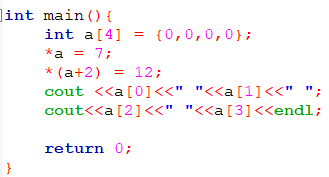 int main(){
int a[4] = {0,0,0,0};
*a = 7;
*(a+2) = 12;
cout <<a[0]<<" "<<a[1]<<" ";
cout<<a[2]<<" "<<a[3]<<endl;
return 0;
}